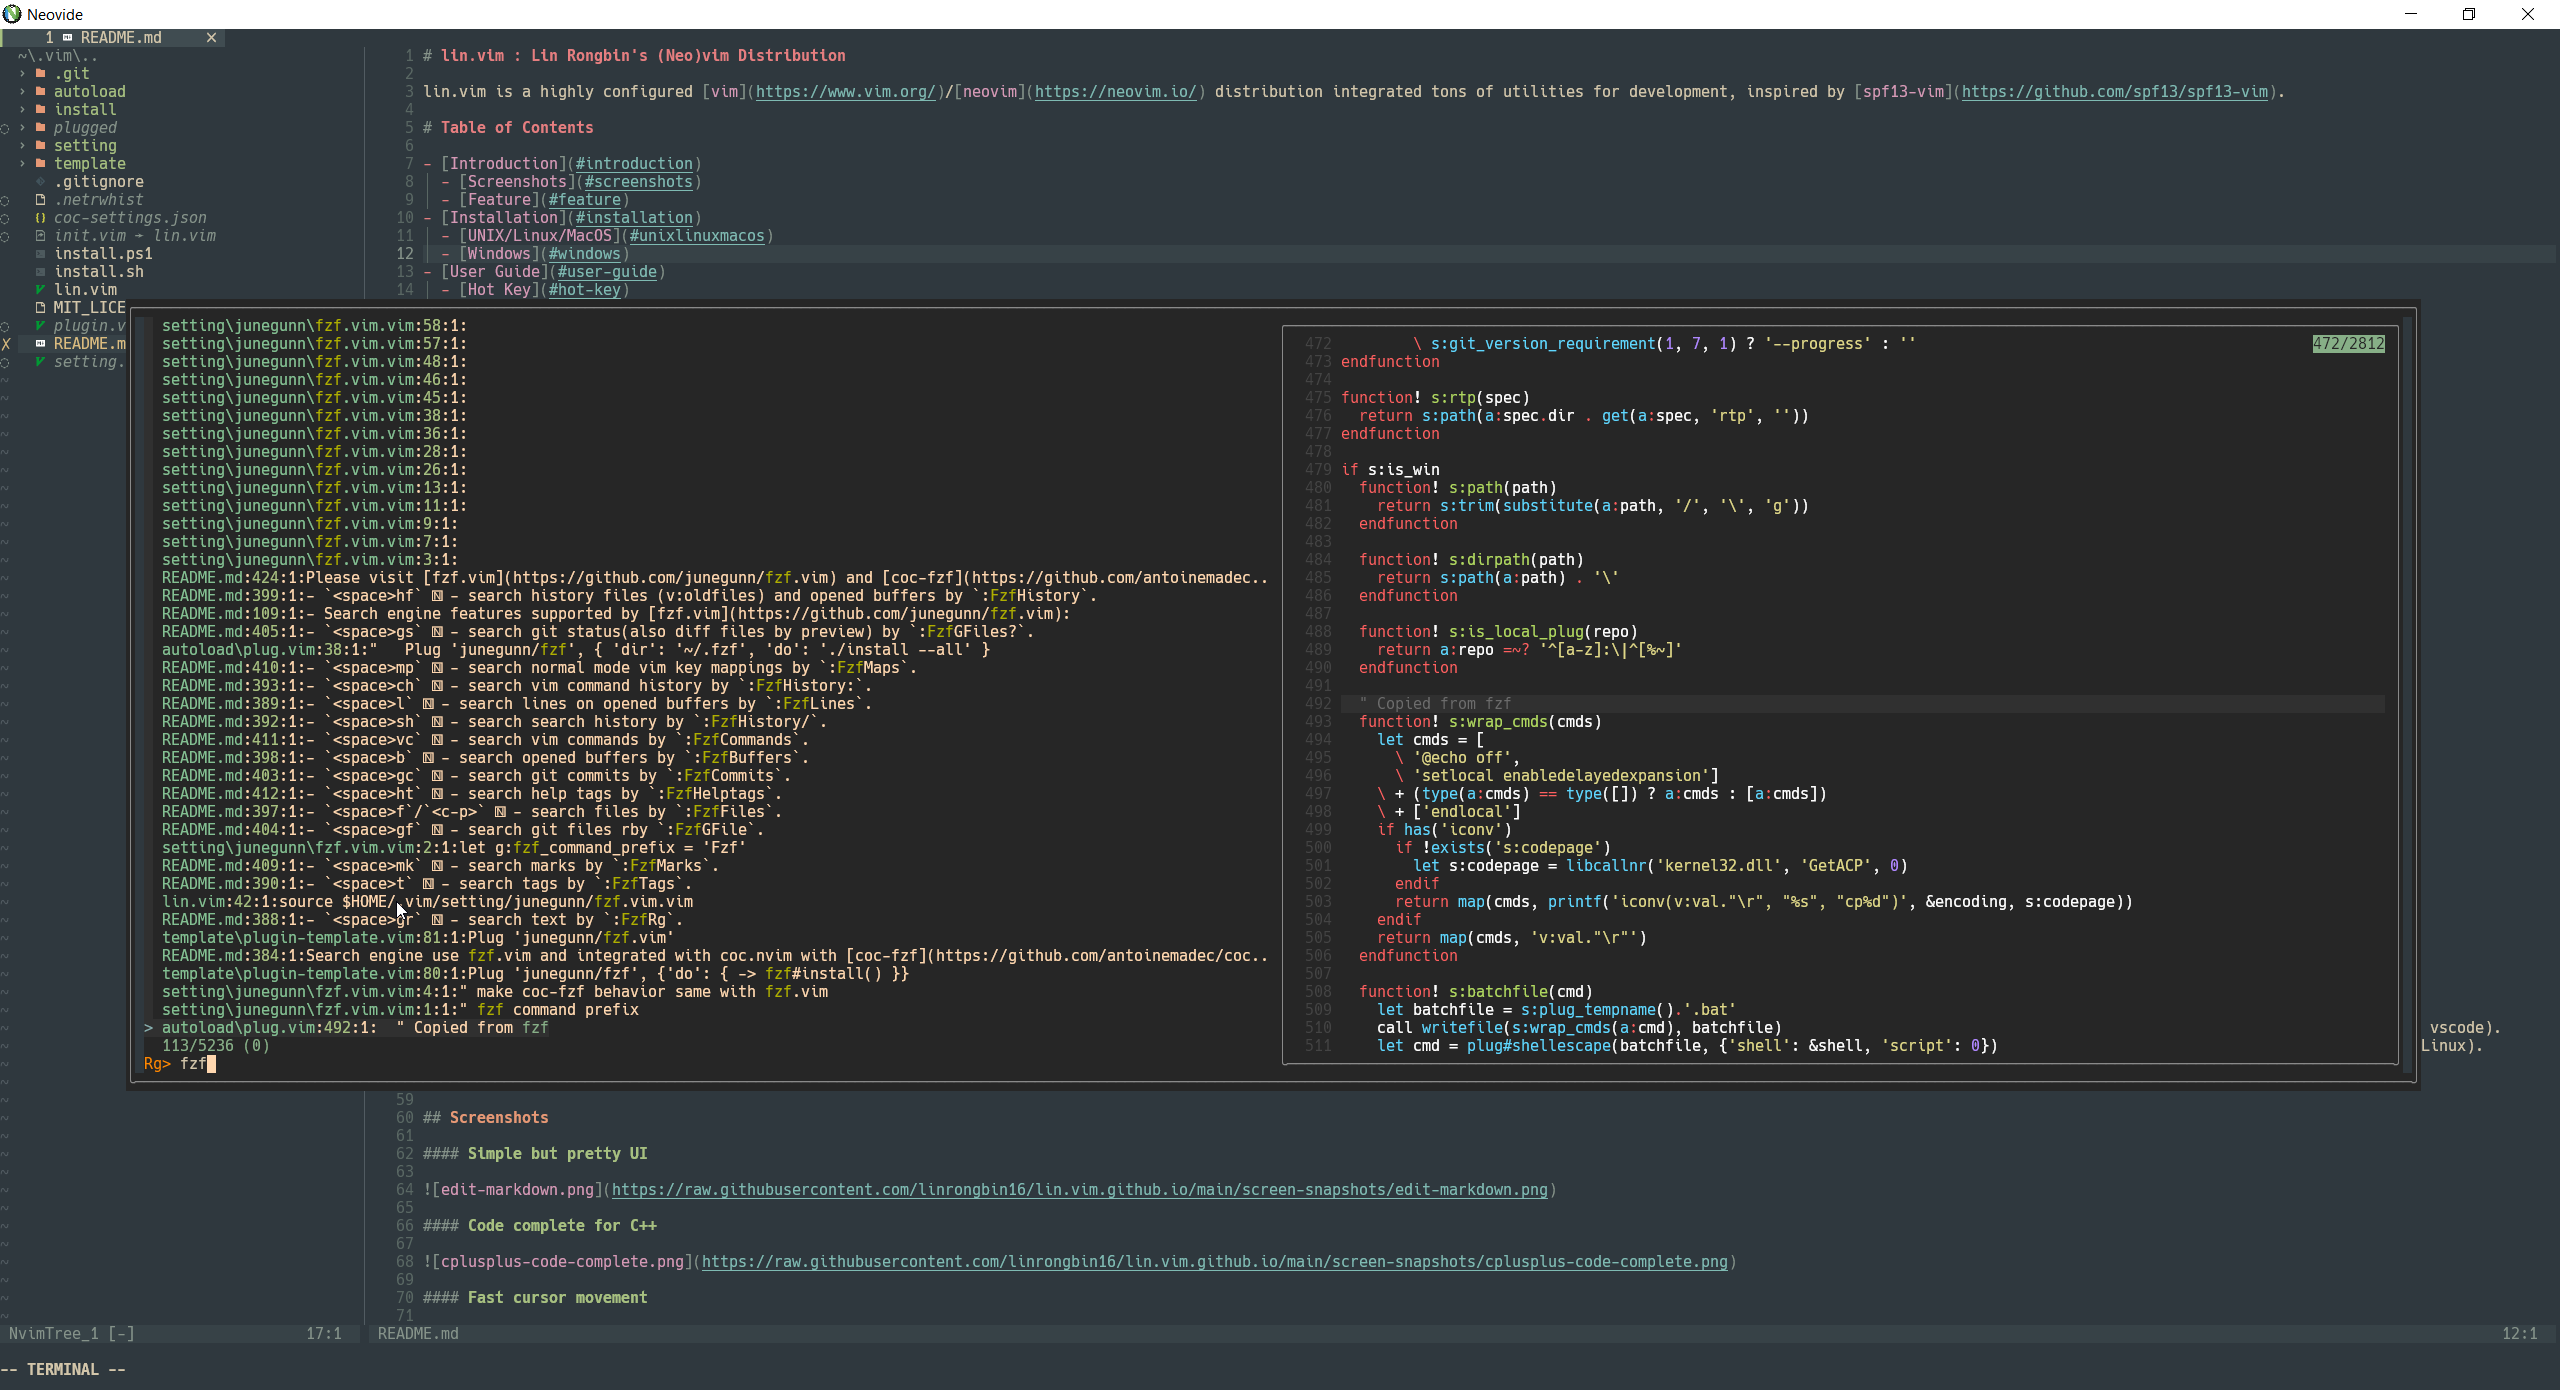 Neovide
1 README.md ×
~\.vim\..
.git
autoload
install
plugged
setting
template
.gitignore
.netrwhist
coc-settings.json
init.vim → lin.vim
install.ps1
install.sh
lin.vim
MIT_LICE
plugin.v
README.m
setting.
1 # lin.vim : Lin Rongbin's (Neo)vim Distribution
2
3 lin.vim is a highly configured [vim](https://www.vim.org/)/[neovim](https://neovim.io/) distribution integrated tons of utilities for development, inspired by [spf13-vim](https://github.com/spf13/spf13-vim).
4
5 # Table of Contents
6
7 - [Introduction](#introduction)
8 - [Screenshots](#screenshots)
9 - [Feature](#feature)
10 - [Installation](#installation)
11 - [UNIX/Linux/MacOS](#unixlinuxmacos)
12 - [Windows](#windows)
13 - [User Guide](#user-guide)
14 - [Hot Key](#hot-key)
setting\junegunn\fzf.vim.vim:58:1:
setting\junegunn\fzf.vim.vim:57:1:
setting\junegunn\fzf.vim.vim:48:1:
setting\junegunn\fzf.vim.vim:46:1:
setting\junegunn\fzf.vim.vim:45:1:
setting\junegunn\fzf.vim.vim:38:1:
setting\junegunn\fzf.vim.vim:36:1:
setting\junegunn\fzf.vim.vim:28:1:
setting\junegunn\fzf.vim.vim:26:1:
setting\junegunn\fzf.vim.vim:13:1:
setting\junegunn\fzf.vim.vim:11:1:
setting\junegunn\fzf.vim.vim:9:1:
setting\junegunn\fzf.vim.vim:7:1:
setting\junegunn\fzf.vim.vim:3:1:
README.md:424:1:Please visit [fzf.vim](https://github.com/junegunn/fzf.vim) and [coc-fzf](https://github.com/antoinemadec..
README.md:399:1:- `<space>hf` 🄽 - search history files (v:oldfiles) and opened buffers by `:FzfHistory`.
README.md:109:1:- Search engine features supported by [fzf.vim](https://github.com/junegunn/fzf.vim):
README.md:405:1:- `<space>gs` 🄽 - search git status(also diff files by preview) by `:FzfGFiles?`.
autoload\plug.vim:38:1:"   Plug 'junegunn/fzf', { 'dir': '~/.fzf', 'do': './install --all' }
README.md:410:1:- `<space>mp` 🄽 - search normal mode vim key mappings by `:FzfMaps`.
README.md:393:1:- `<space>ch` 🄽 - search vim command history by `:FzfHistory:`.
README.md:389:1:- `<space>l` 🄽 - search lines on opened buffers by `:FzfLines`.
README.md:392:1:- `<space>sh` 🄽 - search search history by `:FzfHistory/`.
README.md:411:1:- `<space>vc` 🄽 - search vim commands by `:FzfCommands`.
README.md:398:1:- `<space>b` 🄽 - search opened buffers by `:FzfBuffers`.
README.md:403:1:- `<space>gc` 🄽 - search git commits by `:FzfCommits`.
README.md:412:1:- `<space>ht` 🄽 - search help tags by `:FzfHelptags`.
README.md:397:1:- `<space>f`/`<c-p>` 🄽 - search files by `:FzfFiles`.
README.md:404:1:- `<space>gf` 🄽 - search git files rby `:FzfGFile`.
setting\junegunn\fzf.vim.vim:2:1:let g:fzf_command_prefix = 'Fzf'
README.md:409:1:- `<space>mk` 🄽 - search marks by `:FzfMarks`.
README.md:390:1:- `<space>t` 🄽 - search tags by `:FzfTags`.
lin.vim:42:1:source $HOME/.vim/setting/junegunn/fzf.vim.vim
README.md:388:1:- `<space>gr` 🄽 - search text by `:FzfRg`.
template\plugin-template.vim:81:1:Plug 'junegunn/fzf.vim'
README.md:384:1:Search engine use fzf.vim and integrated with coc.nvim with [coc-fzf](https://github.com/antoinemadec/coc..
template\plugin-template.vim:80:1:Plug 'junegunn/fzf', {'do': { -> fzf#install() }}
setting\junegunn\fzf.vim.vim:4:1:" make coc-fzf behavior same with fzf.vim
setting\junegunn\fzf.vim.vim:1:1:" fzf command prefix
> autoload\plug.vim:492:1:  " Copied from fzf
113/5236 (0)
Rg> fzf
472 \ s:git_version_requirement(1, 7, 1) ? '--progress' : '' 472/2812
473 endfunction
474
475 function! s:rtp(spec)
476 return s:path(a:spec.dir . get(a:spec, 'rtp', ''))
477 endfunction
478
479 if s:is_win
480 function! s:path(path)
481 return s:trim(substitute(a:path, '/', '\', 'g'))
482 endfunction
483
484 function! s:dirpath(path)
485 return s:path(a:path) . '\'
486 endfunction
487
488 function! s:is_local_plug(repo)
489 return a:repo =~? '^[a-z]:\|^[%~]'
490 endfunction
491
492 " Copied from fzf
493 function! s:wrap_cmds(cmds)
494 let cmds = [
495 \ '@echo off',
496 \ 'setlocal enabledelayedexpansion']
497 \ + (type(a:cmds) == type([]) ? a:cmds : [a:cmds])
498 \ + ['endlocal']
499 if has('iconv')
500 if !exists('s:codepage')
501 let s:codepage = libcallnr('kernel32.dll', 'GetACP', 0)
502 endif
503 return map(cmds, printf('iconv(v:val."\r", "%s", "cp%d")', &encoding, s:codepage))
504 endif
505 return map(cmds, 'v:val."\r"')
506 endfunction
507
508 function! s:batchfile(cmd)
509 let batchfile = s:plug_tempname().'.bat'
510 call writefile(s:wrap_cmds(a:cmd), batchfile)
511 let cmd = plug#shellescape(batchfile, {'shell': &shell, 'script': 0})
vscode).
Linux).
59
60 ## Screenshots
61
62 #### Simple but pretty UI
63
64 ![edit-markdown.png](https://raw.githubusercontent.com/linrongbin16/lin.vim.github.io/main/screen-snapshots/edit-markdown.png)
65
66 #### Code complete for C++
67
68 ![cplusplus-code-complete.png](https://raw.githubusercontent.com/linrongbin16/lin.vim.github.io/main/screen-snapshots/cplusplus-code-complete.png)
69
70 #### Fast cursor movement
71
NvimTree_1 [-] 17:1 README.md 12:1
-- TERMINAL --